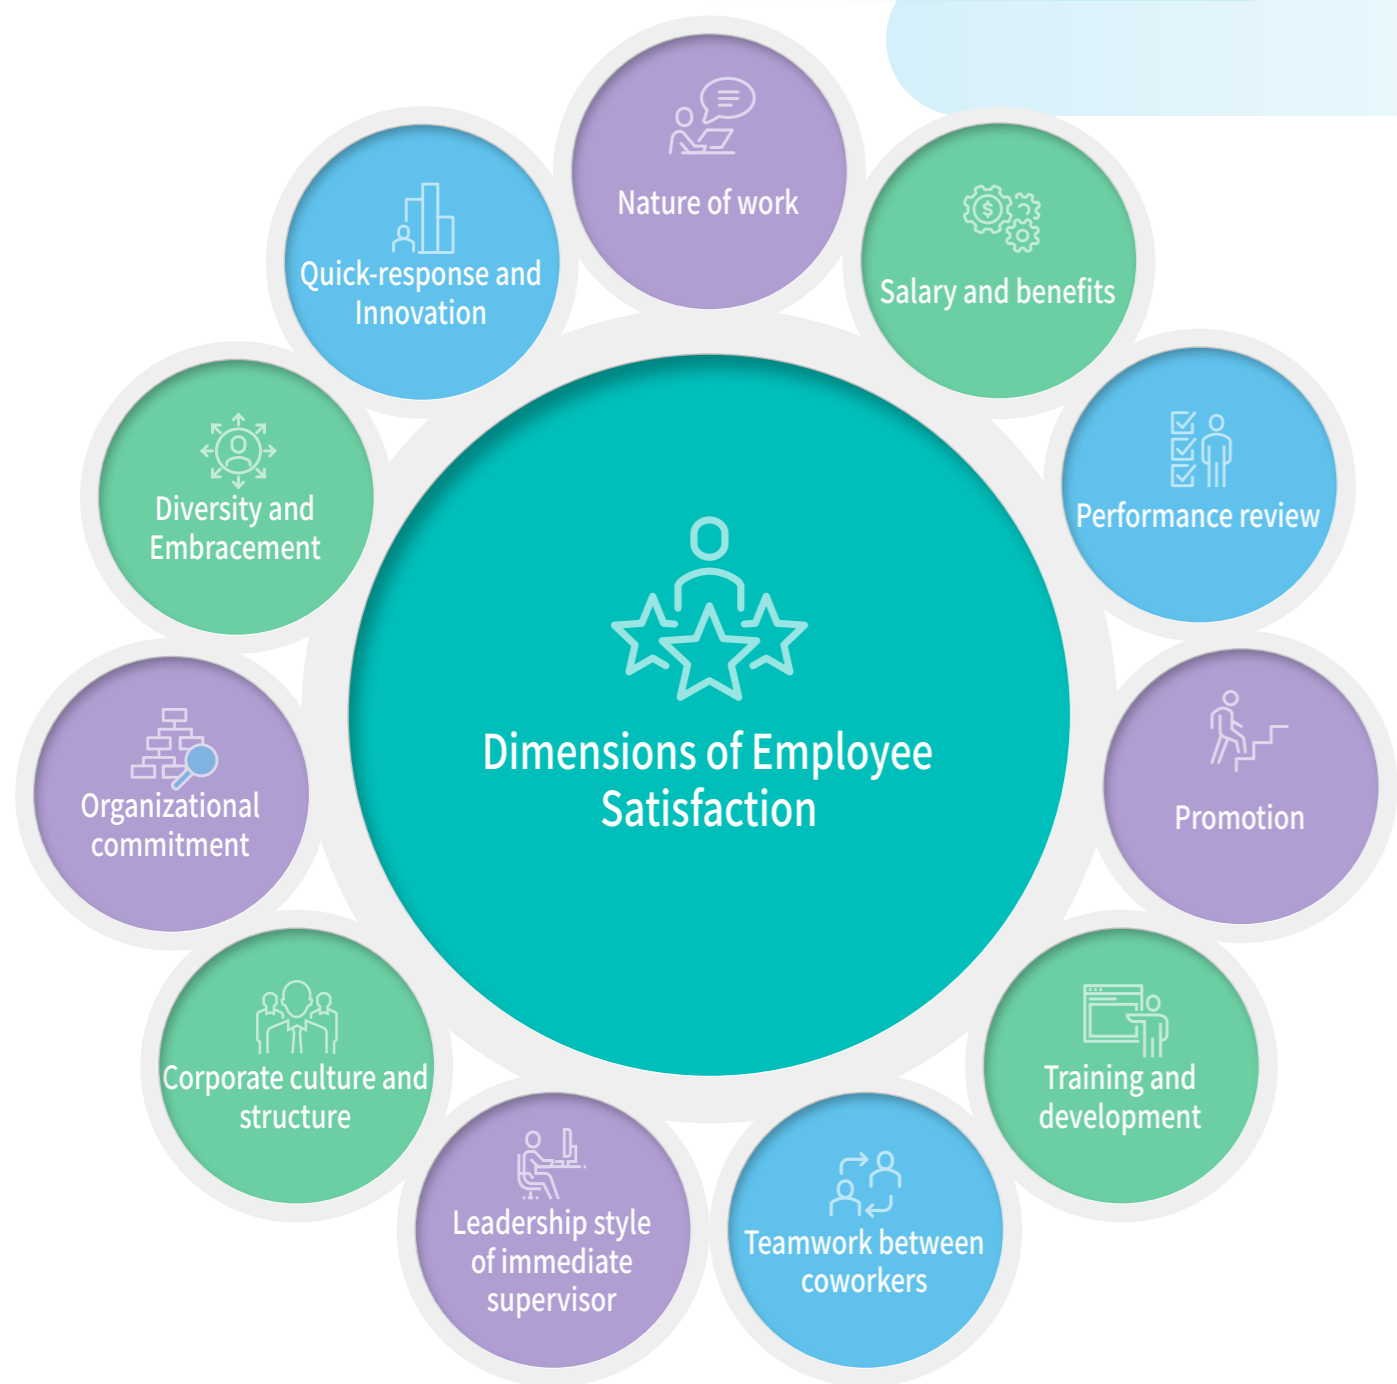 Nature of work
Salary and benefits
Performance review
Promotion
Training and
development
Teamwork between
coworkers
Leadership style
of immediate
supervisor
Corporate culture and
structure
Organizational
commitment
Diversity and
Embracement
Quick-response and
Innovation
Dimensions of Employee
Satisfaction
$